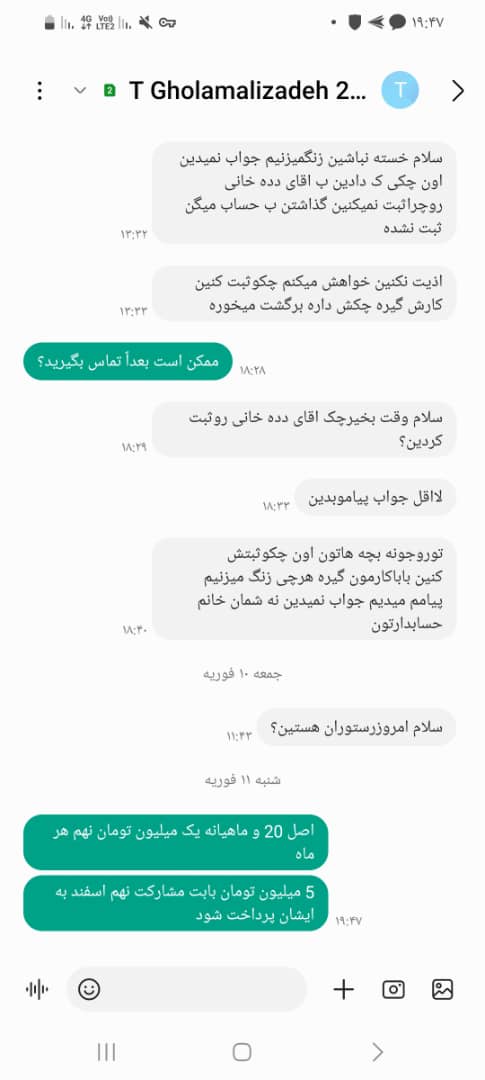 ۱۹:۴۷
4G
Vo))
LTE2
T Gholamalizadeh 2...
2
T
سلام خسته نباشین زنگمیزنیم جواب نمیدین
اون چکی ک دادین ب اقای دده خانی
روچراثبت نمیکنین گذاشتن ب حساب میگن
ثبت نشده
۱۳:۳۲
اذیت نکنین خواهش میکنم چکوثبت کنین
کارش گیره چکش داره برگشت میخوره
۱۳:۳۳
ممکن است بعداً تماس بگیرید؟
۱۸:۲۸
سلام وقت بخیرچک اقای دده خانی روثبت
کردین؟
۱۸:۲۹
لااقل جواب پیاموبدین
۱۸:۳۳
توروجونه بچه هاتون اون چکوثبتش
کنین باباکارمون گیره هرچی زنگ میزنیم
پیامم میدیم جواب نمیدین نه شمان خانم
حسابدارتون
۱۸:۴۰
جمعه ۱۰ فوریه
سلام امروزرستوران هستین؟
۱۱:۴۳
شنبه ۱۱ فوریه
اصل 20 و ماهیانه یک میلیون تومان نهم هر
ماه
5 میلیون تومان بابت مشارکت نهم اسفند به
ایشان پرداخت شود
۱۹:۴۷